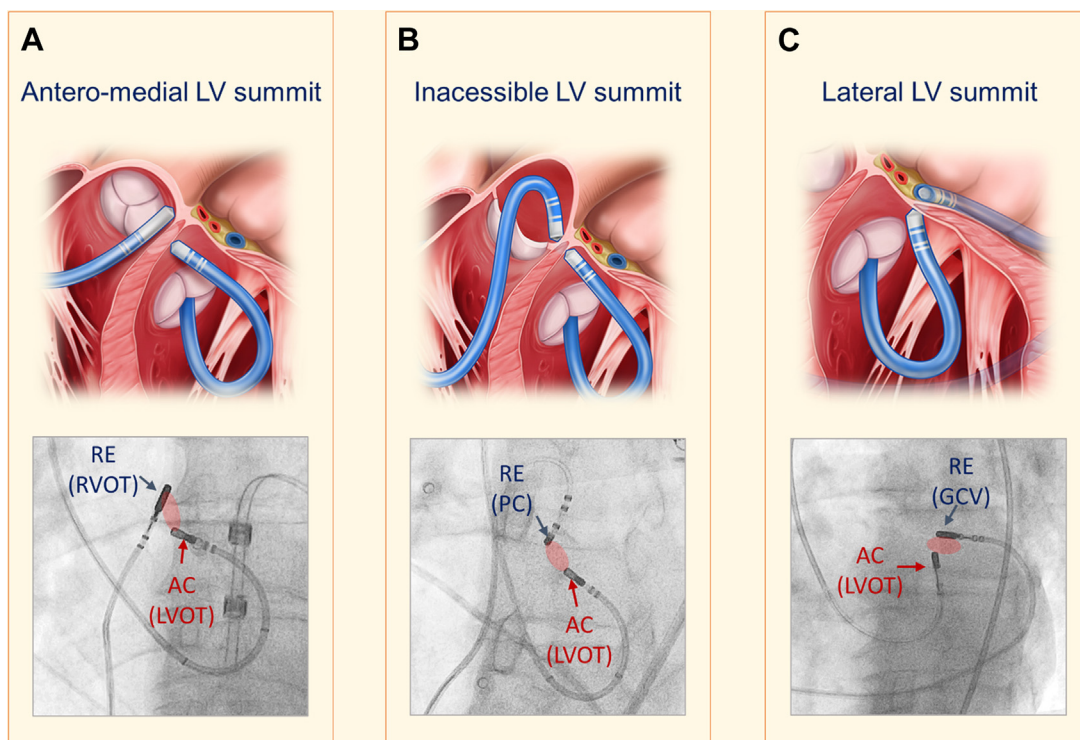 A
Antero-medial LV summit
RE
(RVOT)
AC
(LVOT)
B
Inacessible LV summit
RE
(PC)
AC
(LVOT)
C
Lateral LV summit
RE
(GCV)
AC
(LVOT)